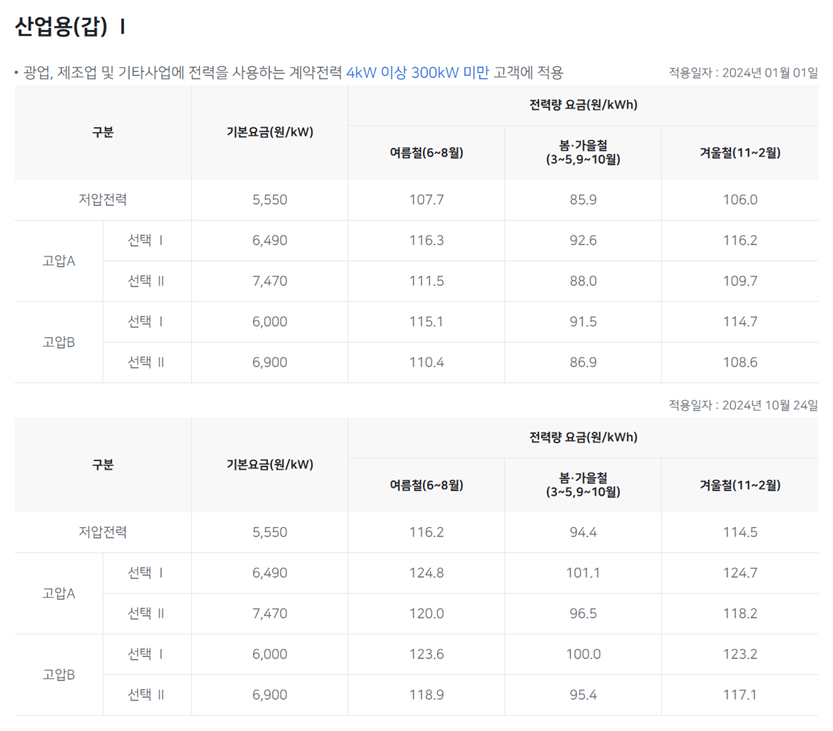 산업용(갑) Ⅰ
• 광업, 제조업 및 기타사업에 전력을 사용하는 계약전력 4kW 이상 300kW 미만 고객에 적용
적용일자 : 2024년 01월 01일
구분 기본요금(원/kW) 전력량 요금(원/kWh)
여름철(6~8월) 봄·가을철 (3~5,9~10월) 겨울철(11~2월)
저압전력 5,550 107.7 85.9 106.0
고압A 선택 Ⅰ 6,490 116.3 92.6 116.2
선택 Ⅱ 7,470 111.5 88.0 109.7
고압B 선택 Ⅰ 6,000 115.1 91.5 114.7
선택 Ⅱ 6,900 110.4 86.9 108.6
적용일자 : 2024년 10월 24일
구분 기본요금(원/kW) 전력량 요금(원/kWh)
여름철(6~8월) 봄·가을철 (3~5,9~10월) 겨울철(11~2월)
저압전력 5,550 116.2 94.4 114.5
고압A 선택 Ⅰ 6,490 124.8 101.1 124.7
선택 Ⅱ 7,470 120.0 96.5 118.2
고압B 선택 Ⅰ 6,000 123.6 100.0 123.2
선택 Ⅱ 6,900 118.9 95.4 117.1